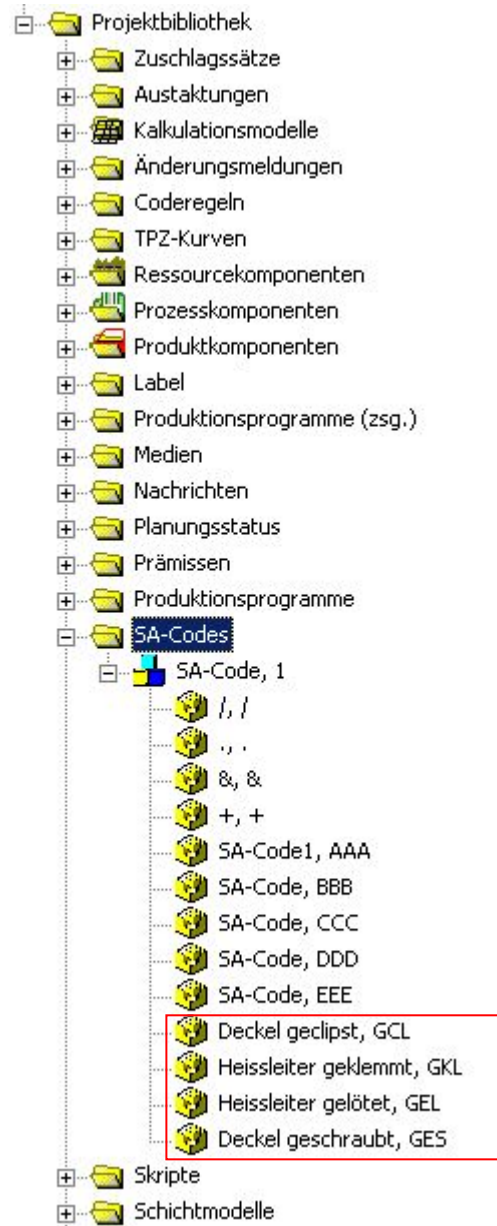 Projektbibliothek
Zuschlagssätze
Austaktungen
Kalkulationsmodelle
Änderungsmeldungen
Coderegeln
TPZ-Kurven
Ressourcekomponenten
Prozesskomponenten
Produktkomponenten
Label
Produktionsprogramme (zsg.)
Medien
Nachrichten
Planungsstatus
Prämissen
Produktionsprogramme
SA-Codes
SA-Code, 1
/, /
., .
&, &
+, +
SA-Code1, AAA
SA-Code, BBB
SA-Code, CCC
SA-Code, DDD
SA-Code, EEE
Deckel geclipst, GCL
Heissleiter geklemmt, GKL
Heissleiter gelötet, GEL
Deckel geschraubt, GES
Skripte
Schichtmodelle